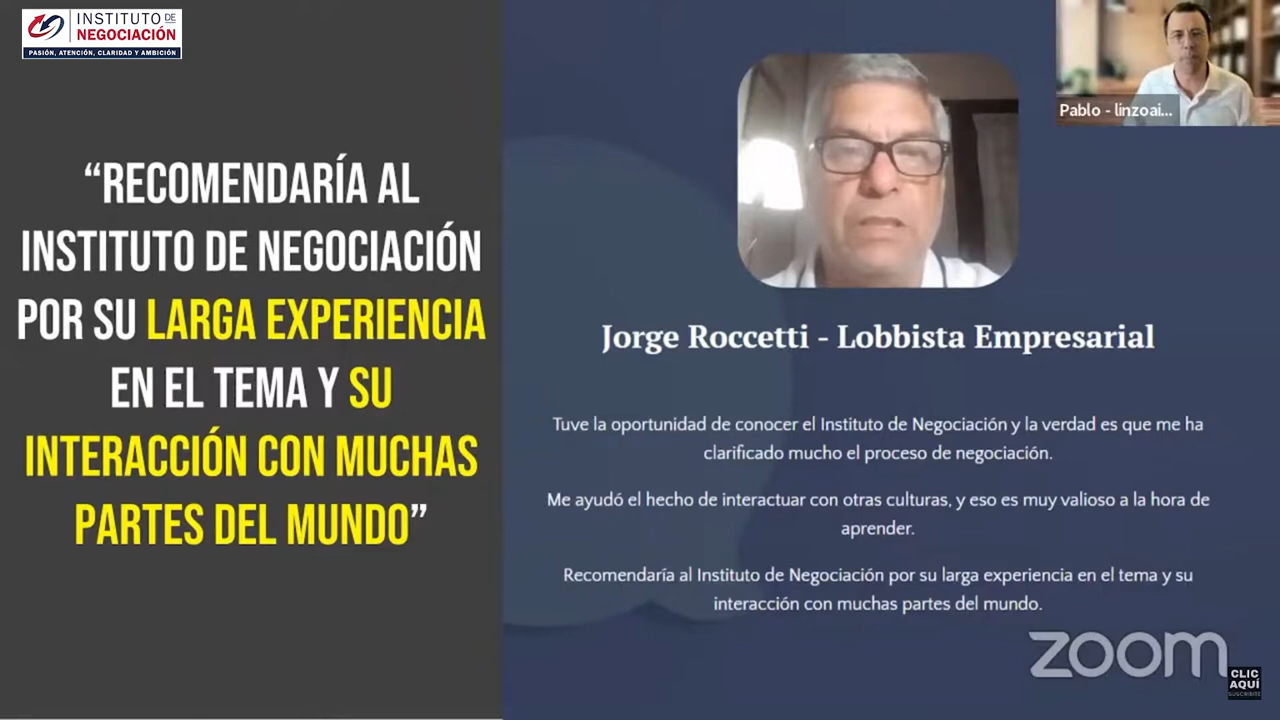 INSTITUTO DE
NEGOCIACIÓN
PASIÓN, ATENCIÓN, CLARIDAD Y AMBICIÓN
Pablo - linzoai...
“RECOMENDARÍA AL
INSTITUTO DE NEGOCIACIÓN
POR SU LARGA EXPERIENCIA
EN EL TEMA Y SU
INTERACCIÓN CON MUCHAS
PARTES DEL MUNDO”
Jorge Roccetti - Lobbista Empresarial
Tuve la oportunidad de conocer el Instituto de Negociación y la verdad es que me ha
clarificado mucho el proceso de negociación.
Me ayudó el hecho de interactuar con otras culturas, y eso es muy valioso a la hora de
aprender.
Recomendaría al Instituto de Negociación por su larga experiencia en el tema y su
interacción con muchas partes del mundo.
zoom
CLIC
AQUÍ
SUSCRIBITE